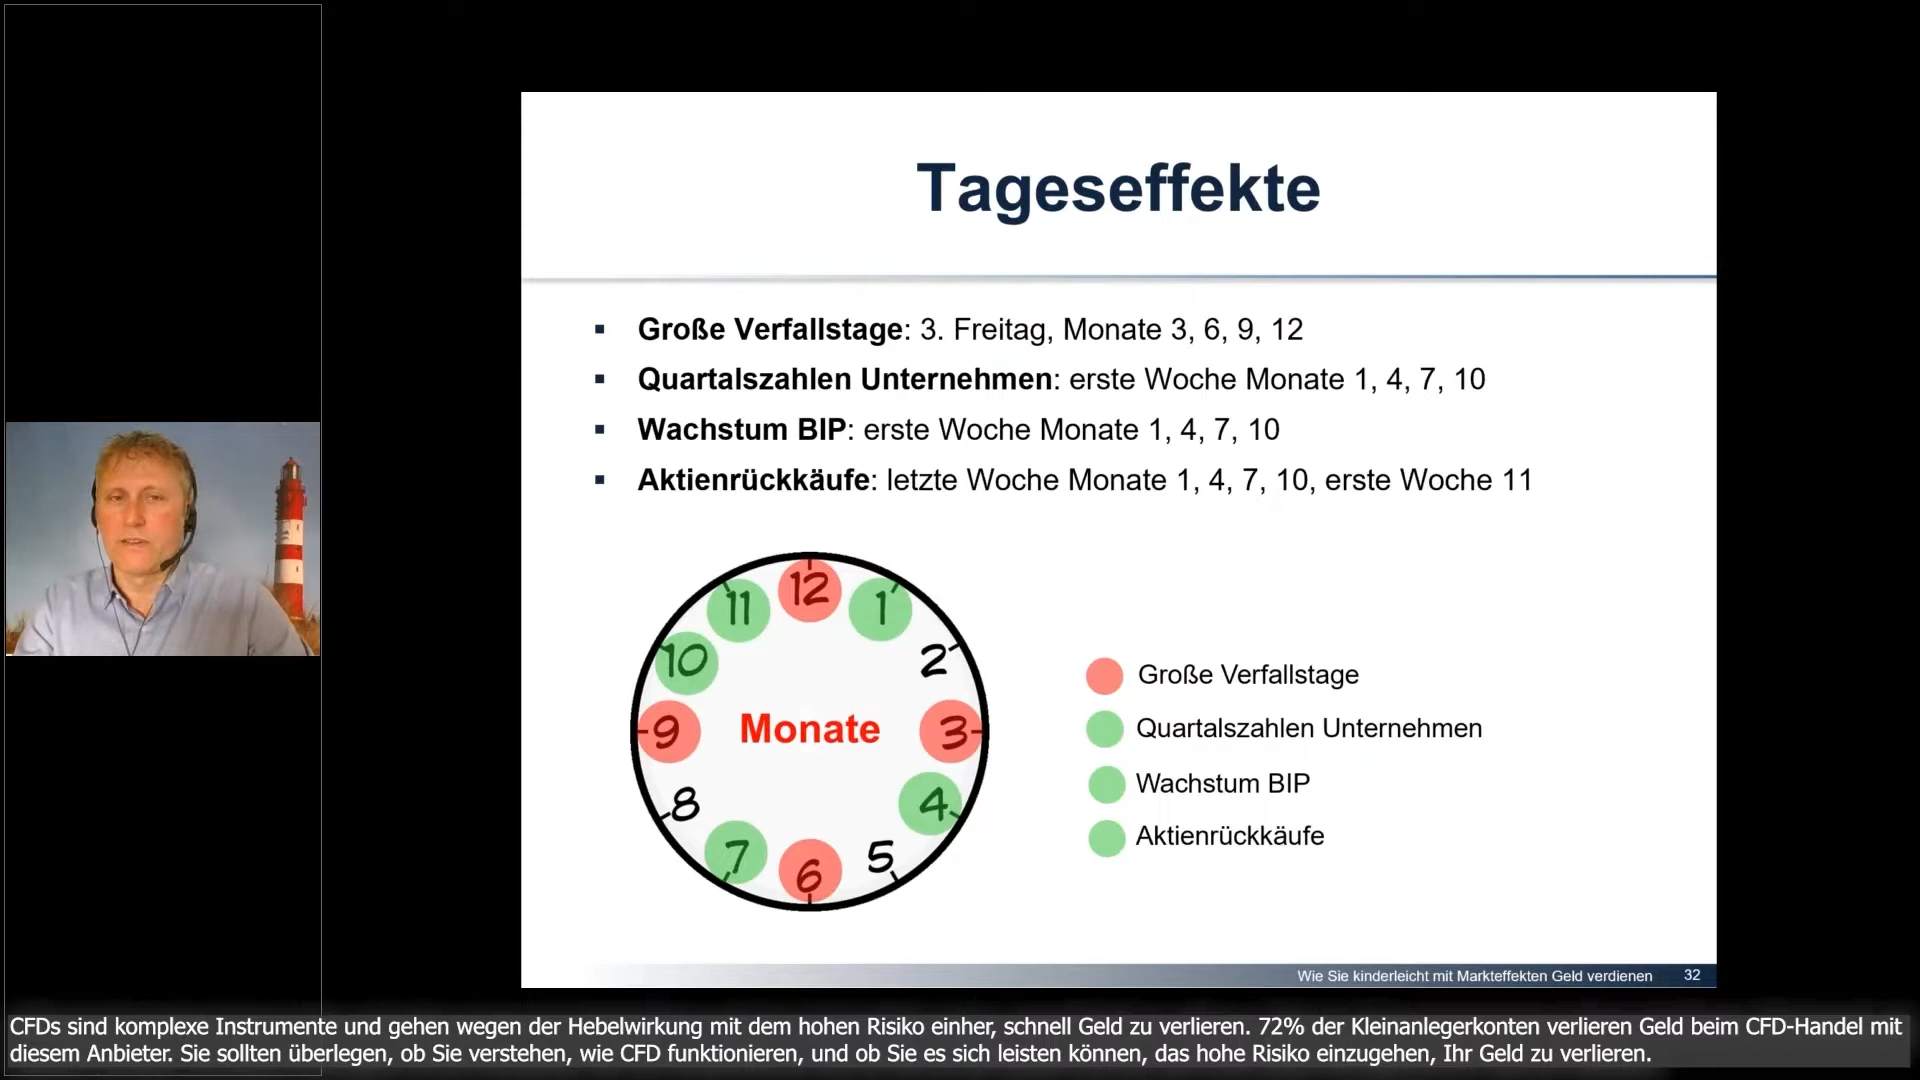 Tageseffekte
▪ Große Verfallstage: 3. Freitag, Monate 3, 6, 9, 12
▪ Quartalszahlen Unternehmen: erste Woche Monate 1, 4, 7, 10
▪ Wachstum BIP: erste Woche Monate 1, 4, 7, 10
▪ Aktienrückkäufe: letzte Woche Monate 1, 4, 7, 10, erste Woche 11
12
1
2
3
4
5
6
7
8
9
10
11
Monate
Große Verfallstage
Quartalszahlen Unternehmen
Wachstum BIP
Aktienrückkäufe
Wie Sie kinderleicht mit Markteffekten Geld verdienen 32
CFDs sind komplexe Instrumente und gehen wegen der Hebelwirkung mit dem hohen Risiko einher, schnell Geld zu verlieren. 72% der Kleinanlegerkonten verlieren Geld beim CFD-Handel mit
diesem Anbieter. Sie sollten überlegen, ob Sie verstehen, wie CFD funktionieren, und ob Sie es sich leisten können, das hohe Risiko einzugehen, Ihr Geld zu verlieren.